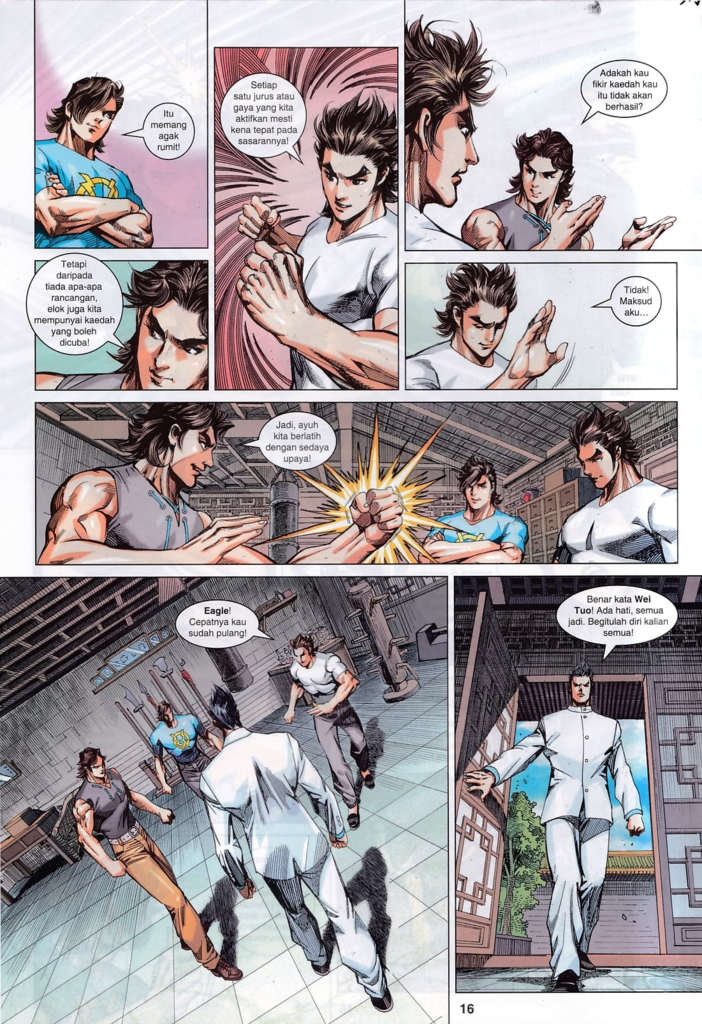 Adakah kau
fikir kaedah kau
itu tidak akan
berhasil?
Tidak!
Maksud
aku...
Setiap
satu jurus atau
gaya yang kita
aktifkan mesti
kena tepat pada
sasarannya!
Itu
memang
agak
rumit!
Tetapi
daripada
tiada apa-apa
rancangan,
elok juga kita
mempunyai kaedah
yang boleh
dicuba!
Jadi, ayuh
kita berlatih
dengan sedaya
upaya!
Benar kata Wei
Tuo! Ada hati, semua
jadi. Begitulah diri kalian
semua!
Eagle!
Cepatnya kau
sudah pulang!
16